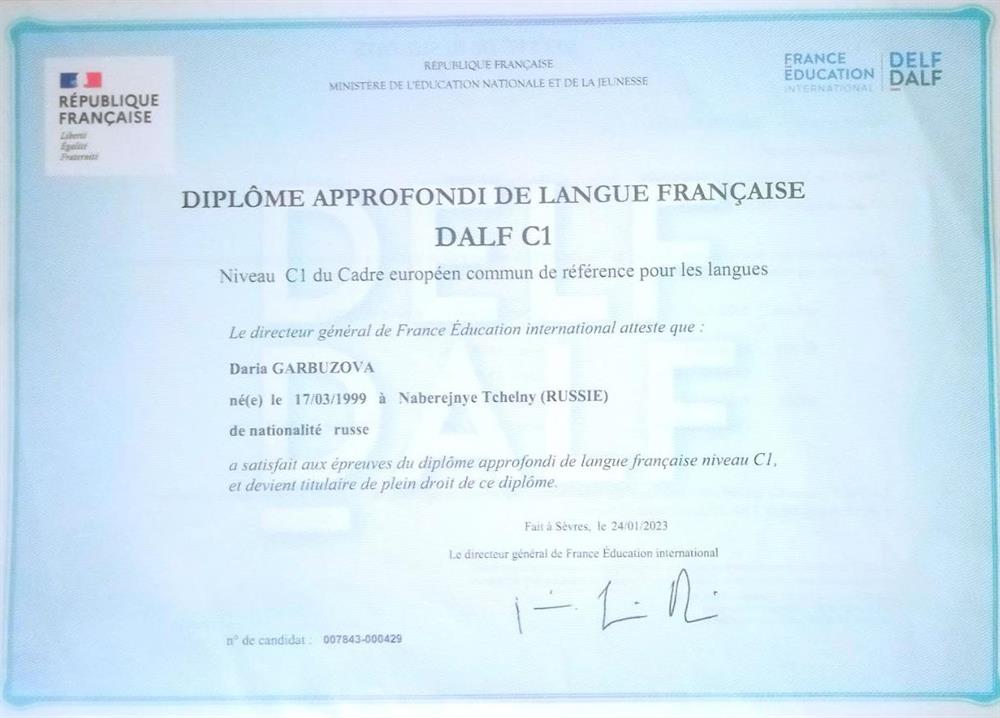 RÉPUBLIQUE
FRANÇAISE
Liberté
Égalité
Fraternité
RÉPUBLIQUE FRANÇAISE
MINISTÈRE DE L'ÉDUCATION NATIONALE ET DE LA JEUNESSE
FRANCE
ÉDUCATION
INTERNATIONAL
DELF
DALF
DIPLÔME APPROFONDI DE LANGUE FRANÇAISE
DALF C1
Niveau C1 du Cadre européen commun de référence pour les langues
Le directeur général de France Éducation international atteste que :
Daria GARBUZOVA
né(e) le 17/03/1999 à Naberejnye Tchelny (RUSSIE)
de nationalité russe
a satisfait aux épreuves du diplôme approfondi de langue française niveau C1,
et devient titulaire de plein droit de ce diplôme.
Fait à Sèvres, le 24/01/2023
Le directeur général de France Éducation international
n° de candidat : 007843-000429
DELF
DALF